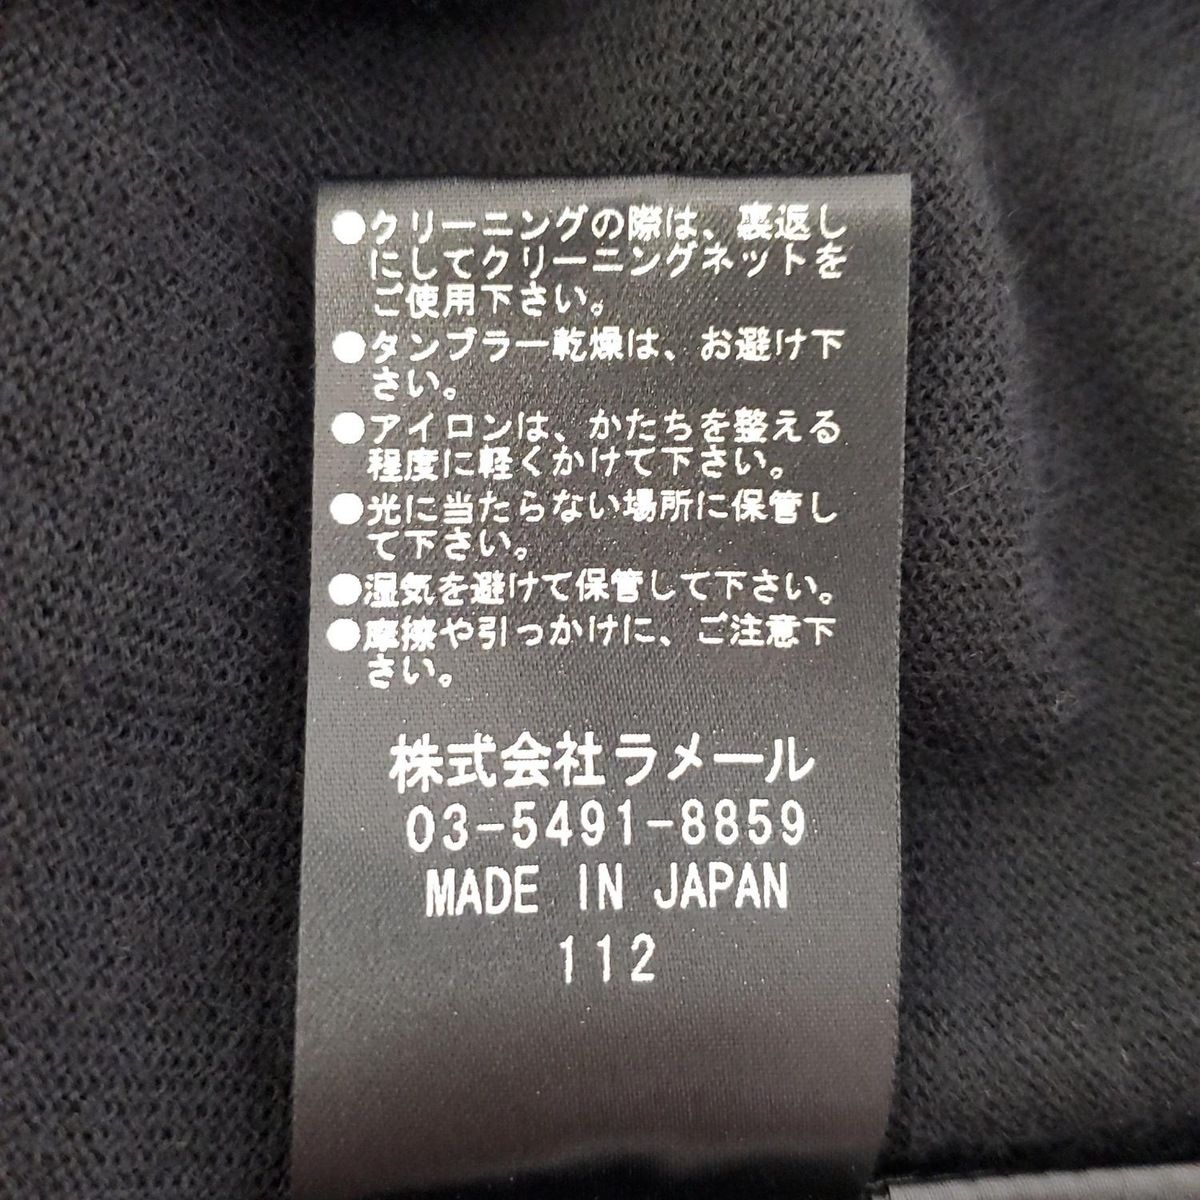 ●クリーニングの際は、裏返し
にしてクリーニングネットを
ご使用下さい。
●タンブラー乾燥は、お避け下
さい。
●アイロンは、かたちを整える
程度に軽くかけて下さい。
●光に当たらない場所に保管し
て下さい。
●湿気を避けて保管して下さい。
●摩擦や引っかけに、ご注意下
さい。
株式会社ラメール
03-5491-8859
MADE IN JAPAN
112